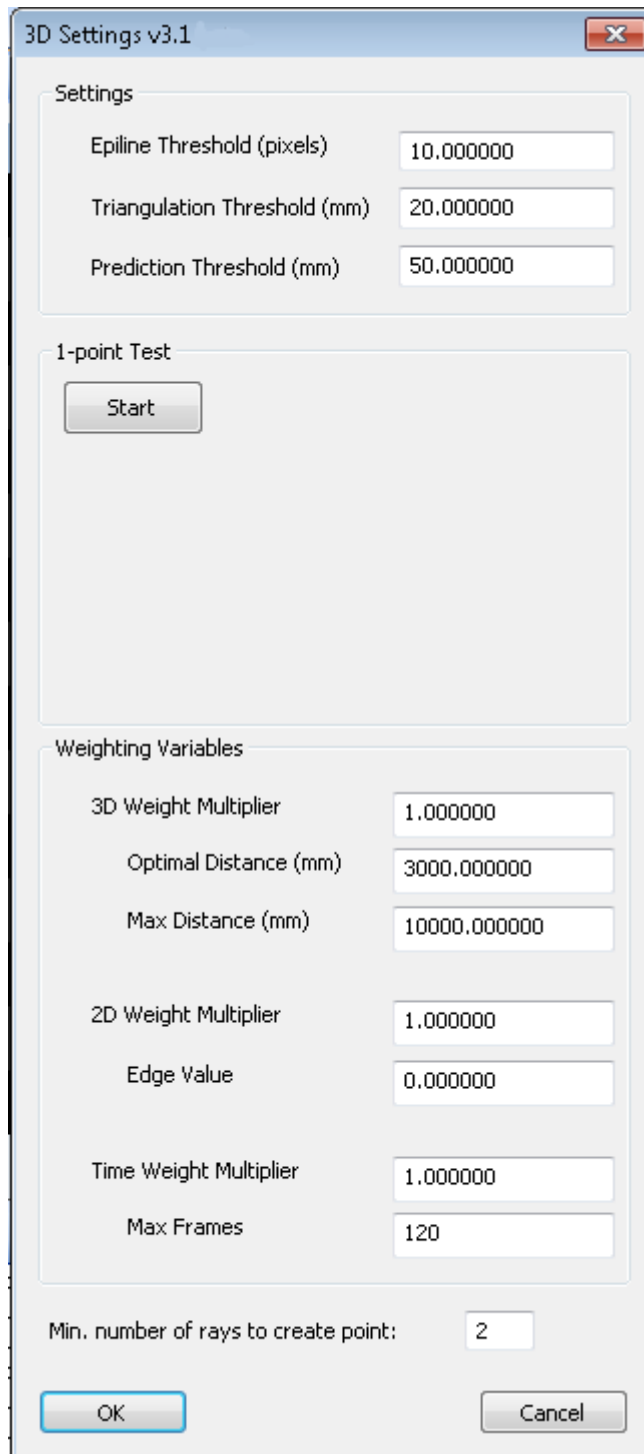 3D Settings v3.1
Settings
Epiline Threshold (pixels) 10.000000
Triangulation Threshold (mm) 20.000000
Prediction Threshold (mm) 50.000000
1-point Test
Start
Weighting Variables
3D Weight Multiplier 1.000000
Optimal Distance (mm) 3000.000000
Max Distance (mm) 10000.000000
2D Weight Multiplier 1.000000
Edge Value 0.000000
Time Weight Multiplier 1.000000
Max Frames 120
Min. number of rays to create point: 2
OK Cancel